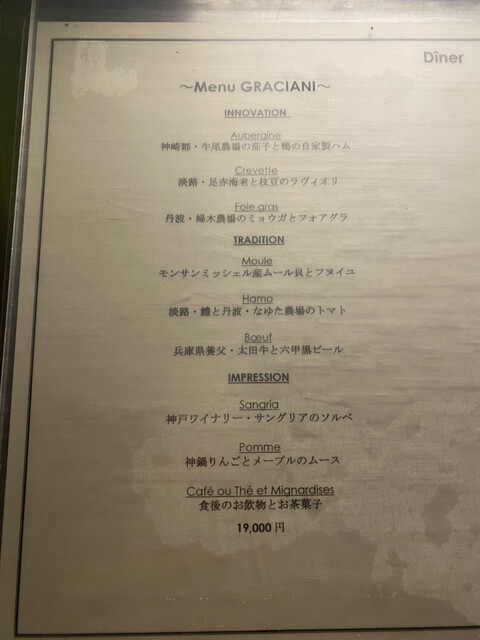 Dîner
～Menu GRACIANI～
INNOVATION
Aubergine
神崎郡・牛尾農場の茄子と鴨の自家製ハム
Crevette
淡路・足赤海老と枝豆のラヴィオリ
Foie gras
丹波・婦木農場のミョウガとフォアグラ
TRADITION
Moule
モンサンミッシェル産ムール貝とフヌイユ
Hamo
淡路・鱧と丹波・なゆた農場のトマト
Bœuf
兵庫県養父・太田牛と六甲黒ビール
IMPRESSION
Sangria
神戸ワイナリー・サングリアのソルベ
Pomme
神鍋りんごとメープルのムース
Café ou Thé et Mignardises
食後のお飲物とお茶菓子
19,000 円